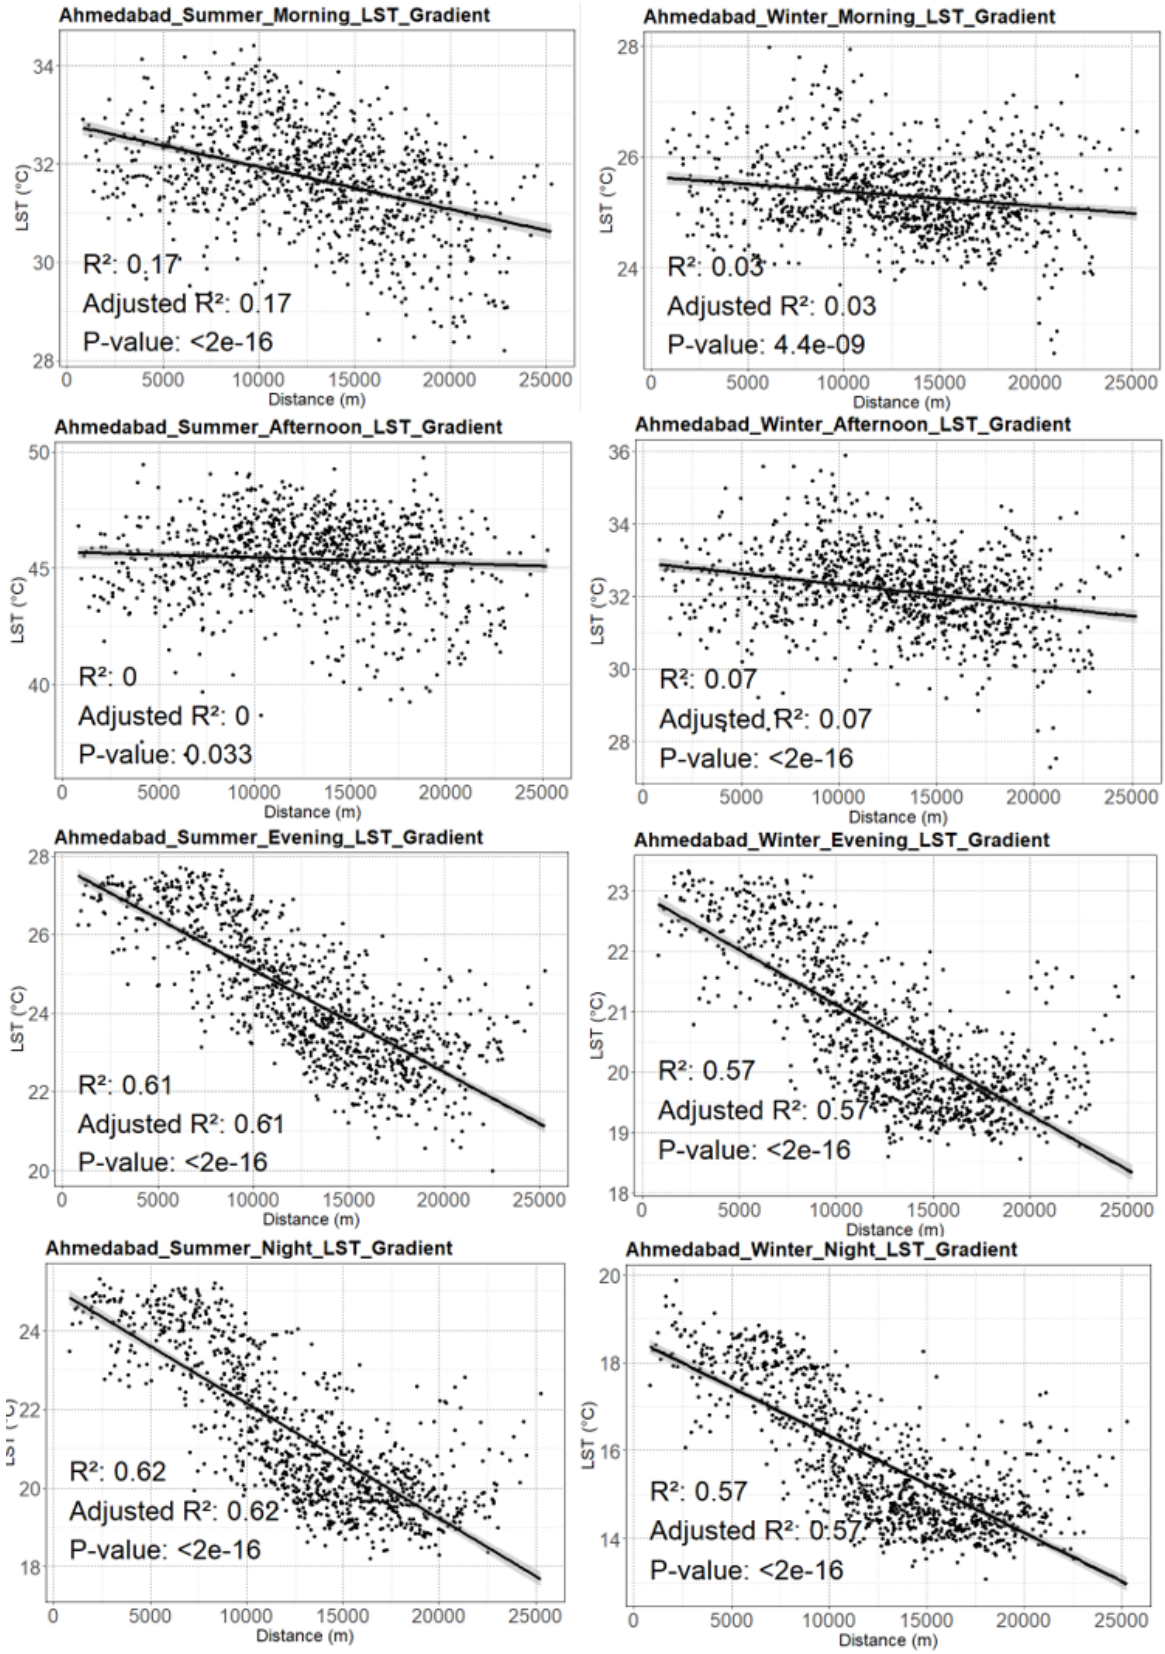 Ahmedabad_Summer_Morning_LST_Gradient
LST (°C)
34
32
30
28
R²: 0.17
Adjusted R²: 0.17
P-value: <2e-16
0 5000 10000 15000 20000 25000
Distance (m)
Ahmedabad_Winter_Morning_LST_Gradient
LST (°C)
28
26
24
R²: 0.03
Adjusted R²: 0.03
P-value: 4.4e-09
0 5000 10000 15000 20000 25000
Distance (m)
Ahmedabad_Summer_Afternoon_LST_Gradient
LST (°C)
50
45
40
R²: 0
Adjusted R²: 0
P-value: 0.033
0 5000 10000 15000 20000 25000
Distance (m)
Ahmedabad_Winter_Afternoon_LST_Gradient
LST (°C)
36
34
32
30
28
R²: 0.07
Adjusted R²: 0.07
P-value: <2e-16
0 5000 10000 15000 20000 25000
Distance (m)
Ahmedabad_Summer_Evening_LST_Gradient
LST (°C)
28
26
24
22
20
R²: 0.61
Adjusted R²: 0.61
P-value: <2e-16
0 5000 10000 15000 20000 25000
Distance (m)
Ahmedabad_Winter_Evening_LST_Gradient
LST (°C)
23
22
21
20
19
18
R²: 0.57
Adjusted R²: 0.57
P-value: <2e-16
0 5000 10000 15000 20000 25000
Distance (m)
Ahmedabad_Summer_Night_LST_Gradient
LST (°C)
24
22
20
18
R²: 0.62
Adjusted R²: 0.62
P-value: <2e-16
0 5000 10000 15000 20000 25000
Distance (m)
Ahmedabad_Winter_Night_LST_Gradient
LST (°C)
20
18
16
14
R²: 0.57
Adjusted R²: 0.57
P-value: <2e-16
0 5000 10000 15000 20000 25000
Distance (m)